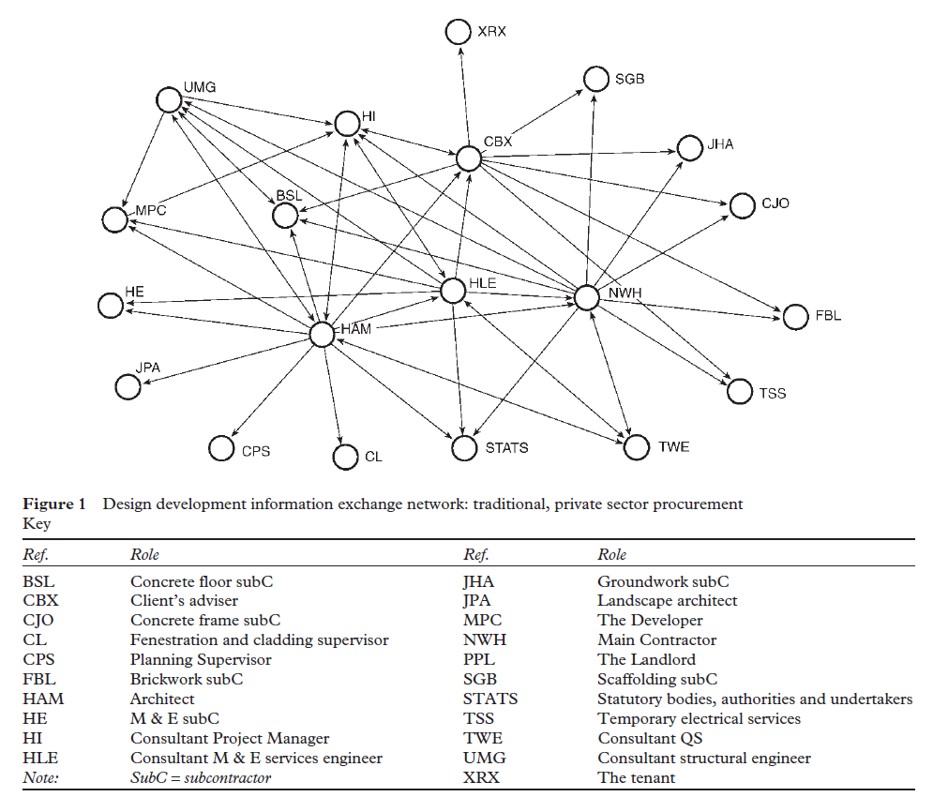 XRX
SGB
UMG
HI
CBX
JHA
BSL
CJO
MPC
HLE
HE
NWH
FBL
HAM
JPA
TSS
CPS
CL
STATS
TWE
Figure 1 Design development information exchange network: traditional, private sector procurement
Key
Ref. Role Ref. Role
BSL Concrete floor subC JHA Groundwork subC
CBX Client's adviser JPA Landscape architect
CJO Concrete frame subC MPC The Developer
CL Fenestration and cladding supervisor NWH Main Contractor
CPS Planning Supervisor PPL The Landlord
FBL Brickwork subC SGB Scaffolding subC
HAM Architect STATS Statutory bodies, authorities and undertakers
HE M & E subC TSS Temporary electrical services
HI Consultant Project Manager TWE Consultant QS
HLE Consultant M & E services engineer UMG Consultant structural engineer
Note: SubC = subcontractor XRX The tenant